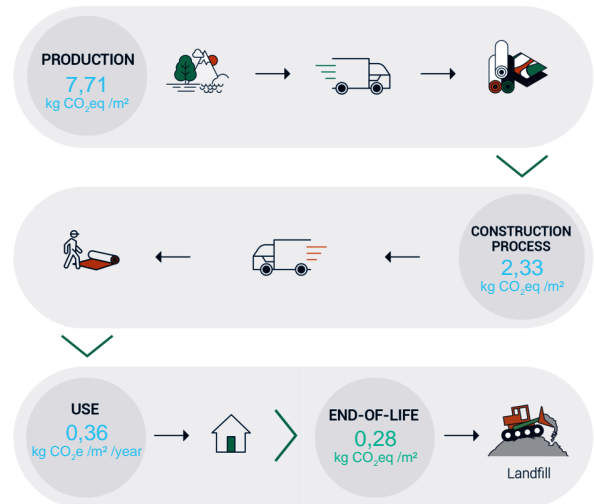 PRODUCTION
7,71
kg CO₂eq /m²
CONSTRUCTION
PROCESS
2,33
kg CO₂eq /m²
USE
0,36
kg CO₂e /m² /year
END-OF-LIFE
0,28
kg CO₂eq /m²
Landfill